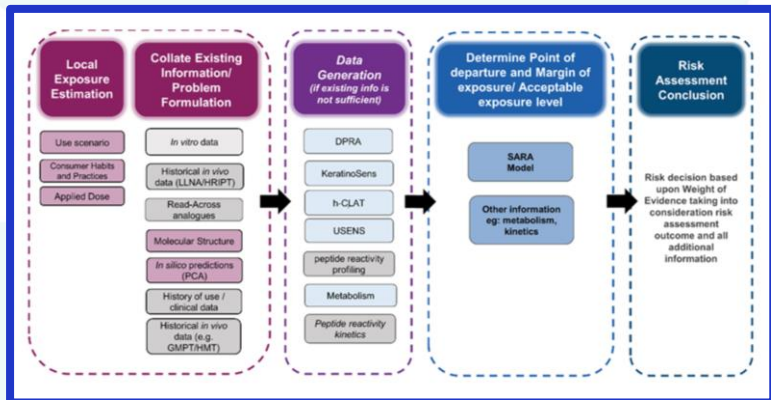 Local
Exposure
Estimation
Use scenario
Consumer Habits
and Practices
Applied Dose
Collate Existing
Information/
Problem
Formulation
In vitro data
Historical in vivo
data (LLNA/HRIPT)
Read-Across
analogues
Molecular Structure
In silico predictions
(PCA)
History of use /
clinical data
Historical in vivo
data (e.g.
GMPT/HMT)
Data
Generation
(if existing info is
not sufficient)
DPRA
KeratinoSens
h-CLAT
USENS
peptide reactivity
profiling
Metabolism
Peptide reactivity
kinetics
Determine Point of
departure and Margin of
exposure/ Acceptable
exposure level
SARA
Model
Other information
eg: metabolism,
kinetics
Risk
Assessment
Conclusion
Risk decision based
upon Weight of
Evidence taking into
consideration risk
assessment
outcome and all
additional
information